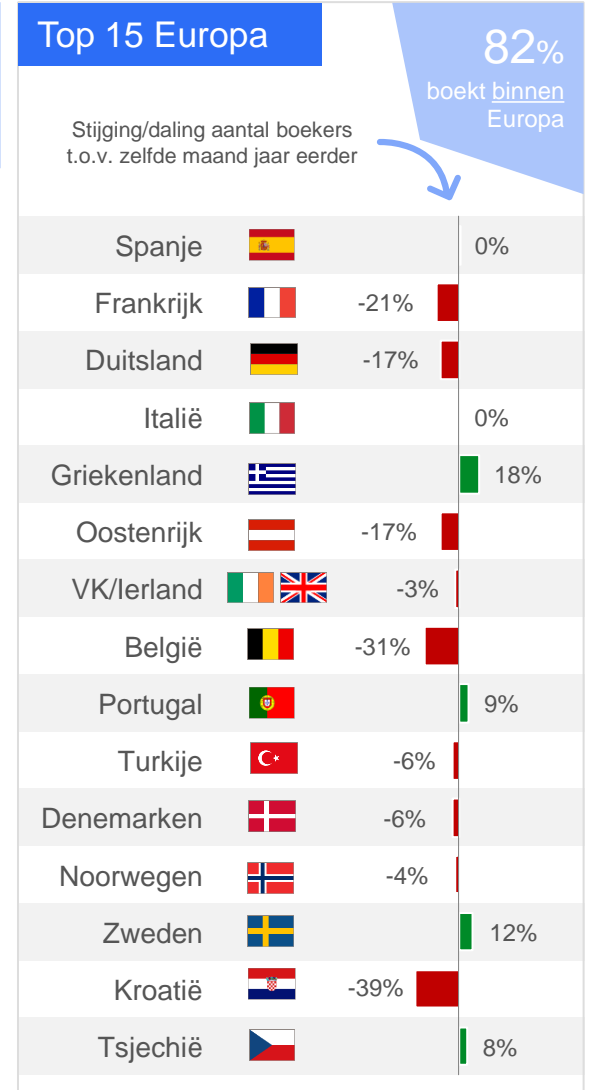 Top 15 Europa
82%
boekt binnen
Europa
Stijging/daling aantal boekers
t.o.v. zelfde maand jaar eerder
Spanje 0%
Frankrijk -21%
Duitsland -17%
Italië 0%
Griekenland 18%
Oostenrijk -17%
VK/Ierland -3%
België -31%
Portugal 9%
Turkije -6%
Denemarken -6%
Noorwegen -4%
Zweden 12%
Kroatië -39%
Tsjechië 8%